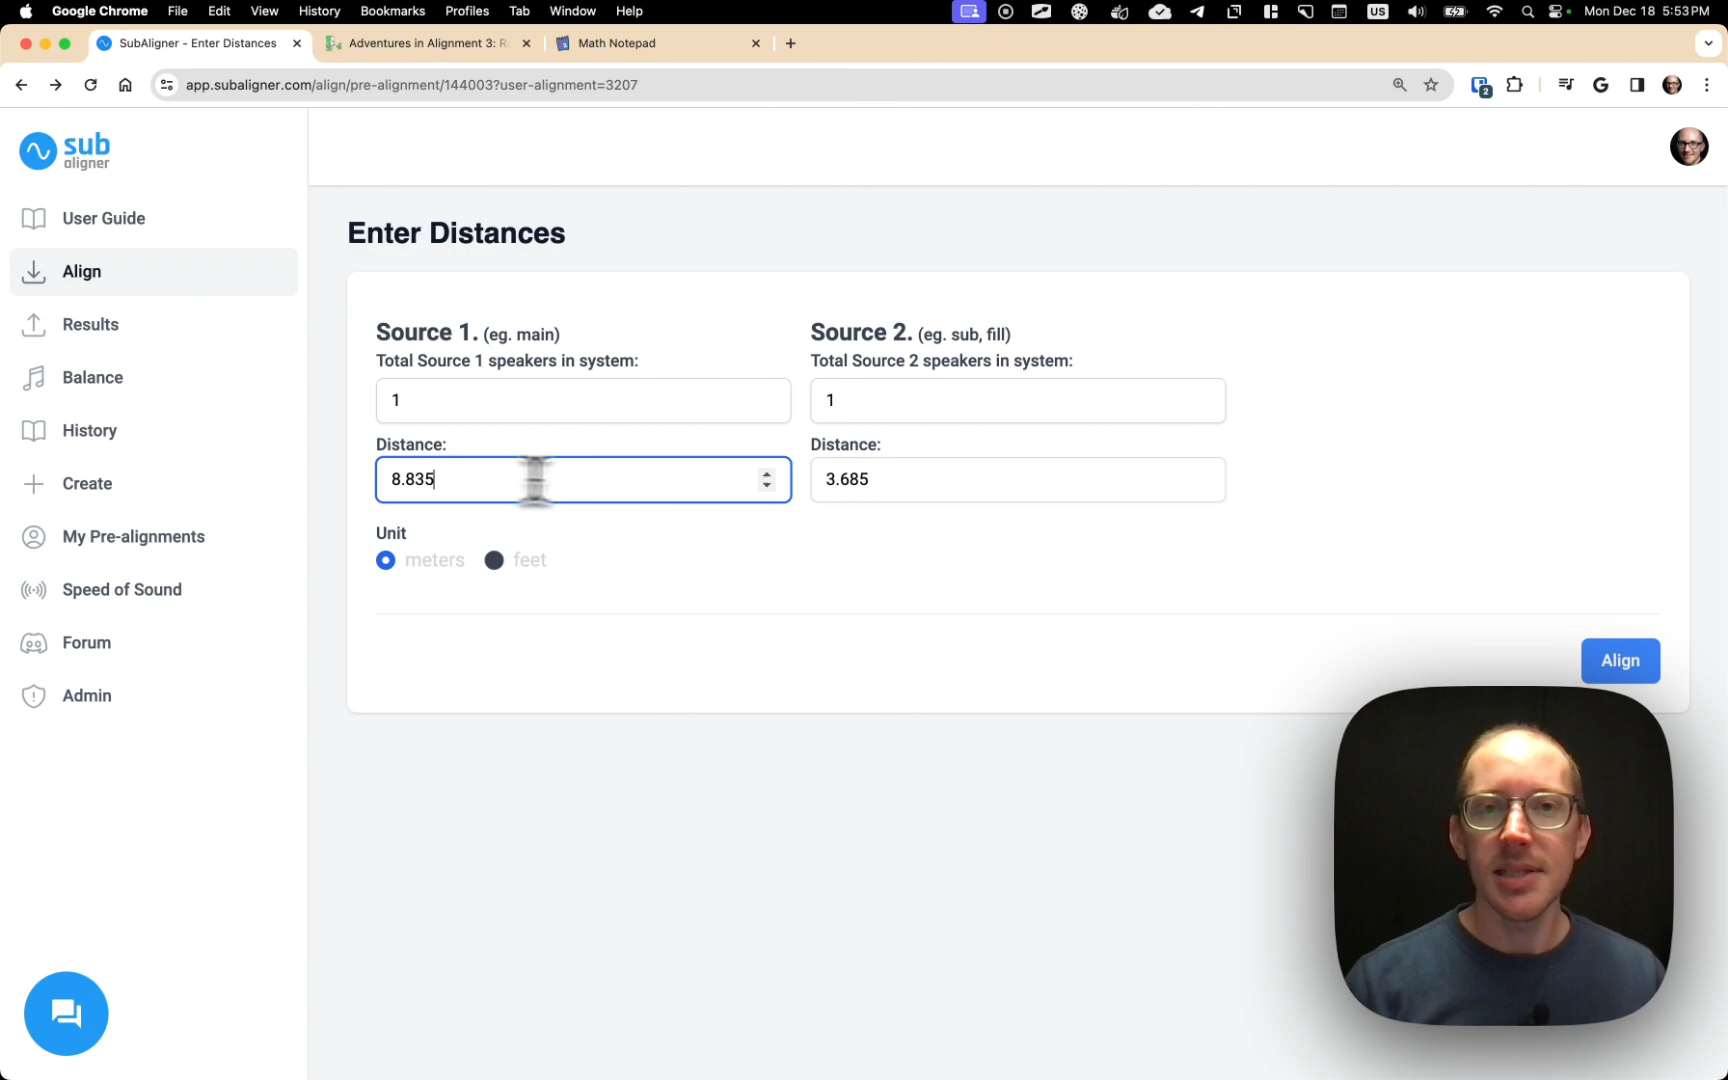 Google Chrome File Edit View History Bookmarks Profiles Tab Window Help US Mon Dec 18 5:53 PM
SubAligner - Enter Distances
Adventures in Alignment 3: R
Math Notepad
app.subaligner.com/align/pre-alignment/144003?user-alignment=3207
2
sub
aligner
User Guide
Align
Results
Balance
History
Create
My Pre-alignments
Speed of Sound
Forum
Admin
Enter Distances
Source 1. (eg. main)
Total Source 1 speakers in system:
1
Distance:
8.835
Source 2. (eg. sub, fill)
Total Source 2 speakers in system:
1
Distance:
3.685
Unit
meters feet
Align